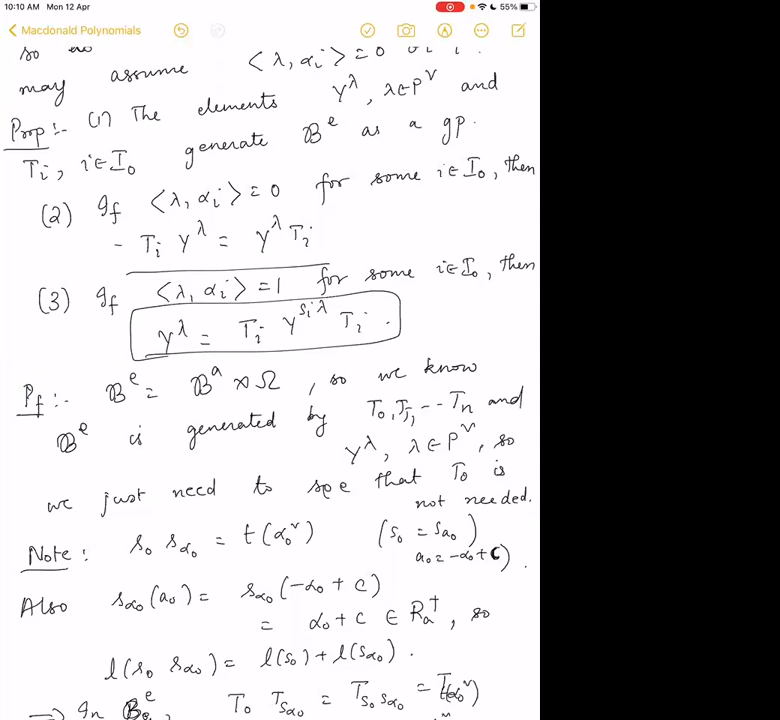 10:10 AM Mon 12 Apr
55%
Macdonald Polynomials
so
may assume ⟨λ, αi⟩ = 0
Prop:- (1) The elements Y^λ, λ∈P^∨ and
Ti, i∈I₀ generate 𝔹^e as a gp.
(2) If ⟨λ, αi⟩ = 0 for some i∈I₀, then
- Ti Y^λ = Y^λ Ti
(3) If ⟨λ, αi⟩ = 1 for some i∈I₀, then
Y^λ = Ti Y^{siλ} Ti .
Pf:- 𝔹^e = 𝔹^a ⋊ Ω , so we know
𝔹^e is generated by T₀, T₁, -- Tn and
Y^λ, λ∈P^∨, so
we just need to see that T₀ is
not needed.
Note: s₀ s_{α₀} = t(α₀^∨) (s₀ = s_{a₀})
a₀ = -α₀ + c)
Also s_{α₀}(a₀) = s_{α₀}(-α₀ + c)
= α₀ + c ∈ R_a^+, so
l(s₀ s_{α₀}) = l(s₀) + l(s_{α₀}) .
⇒ In 𝔹^e, T₀ T_{s_{α₀}} = T_{s₀ s_{α₀}} = T_{t(α₀^∨)}